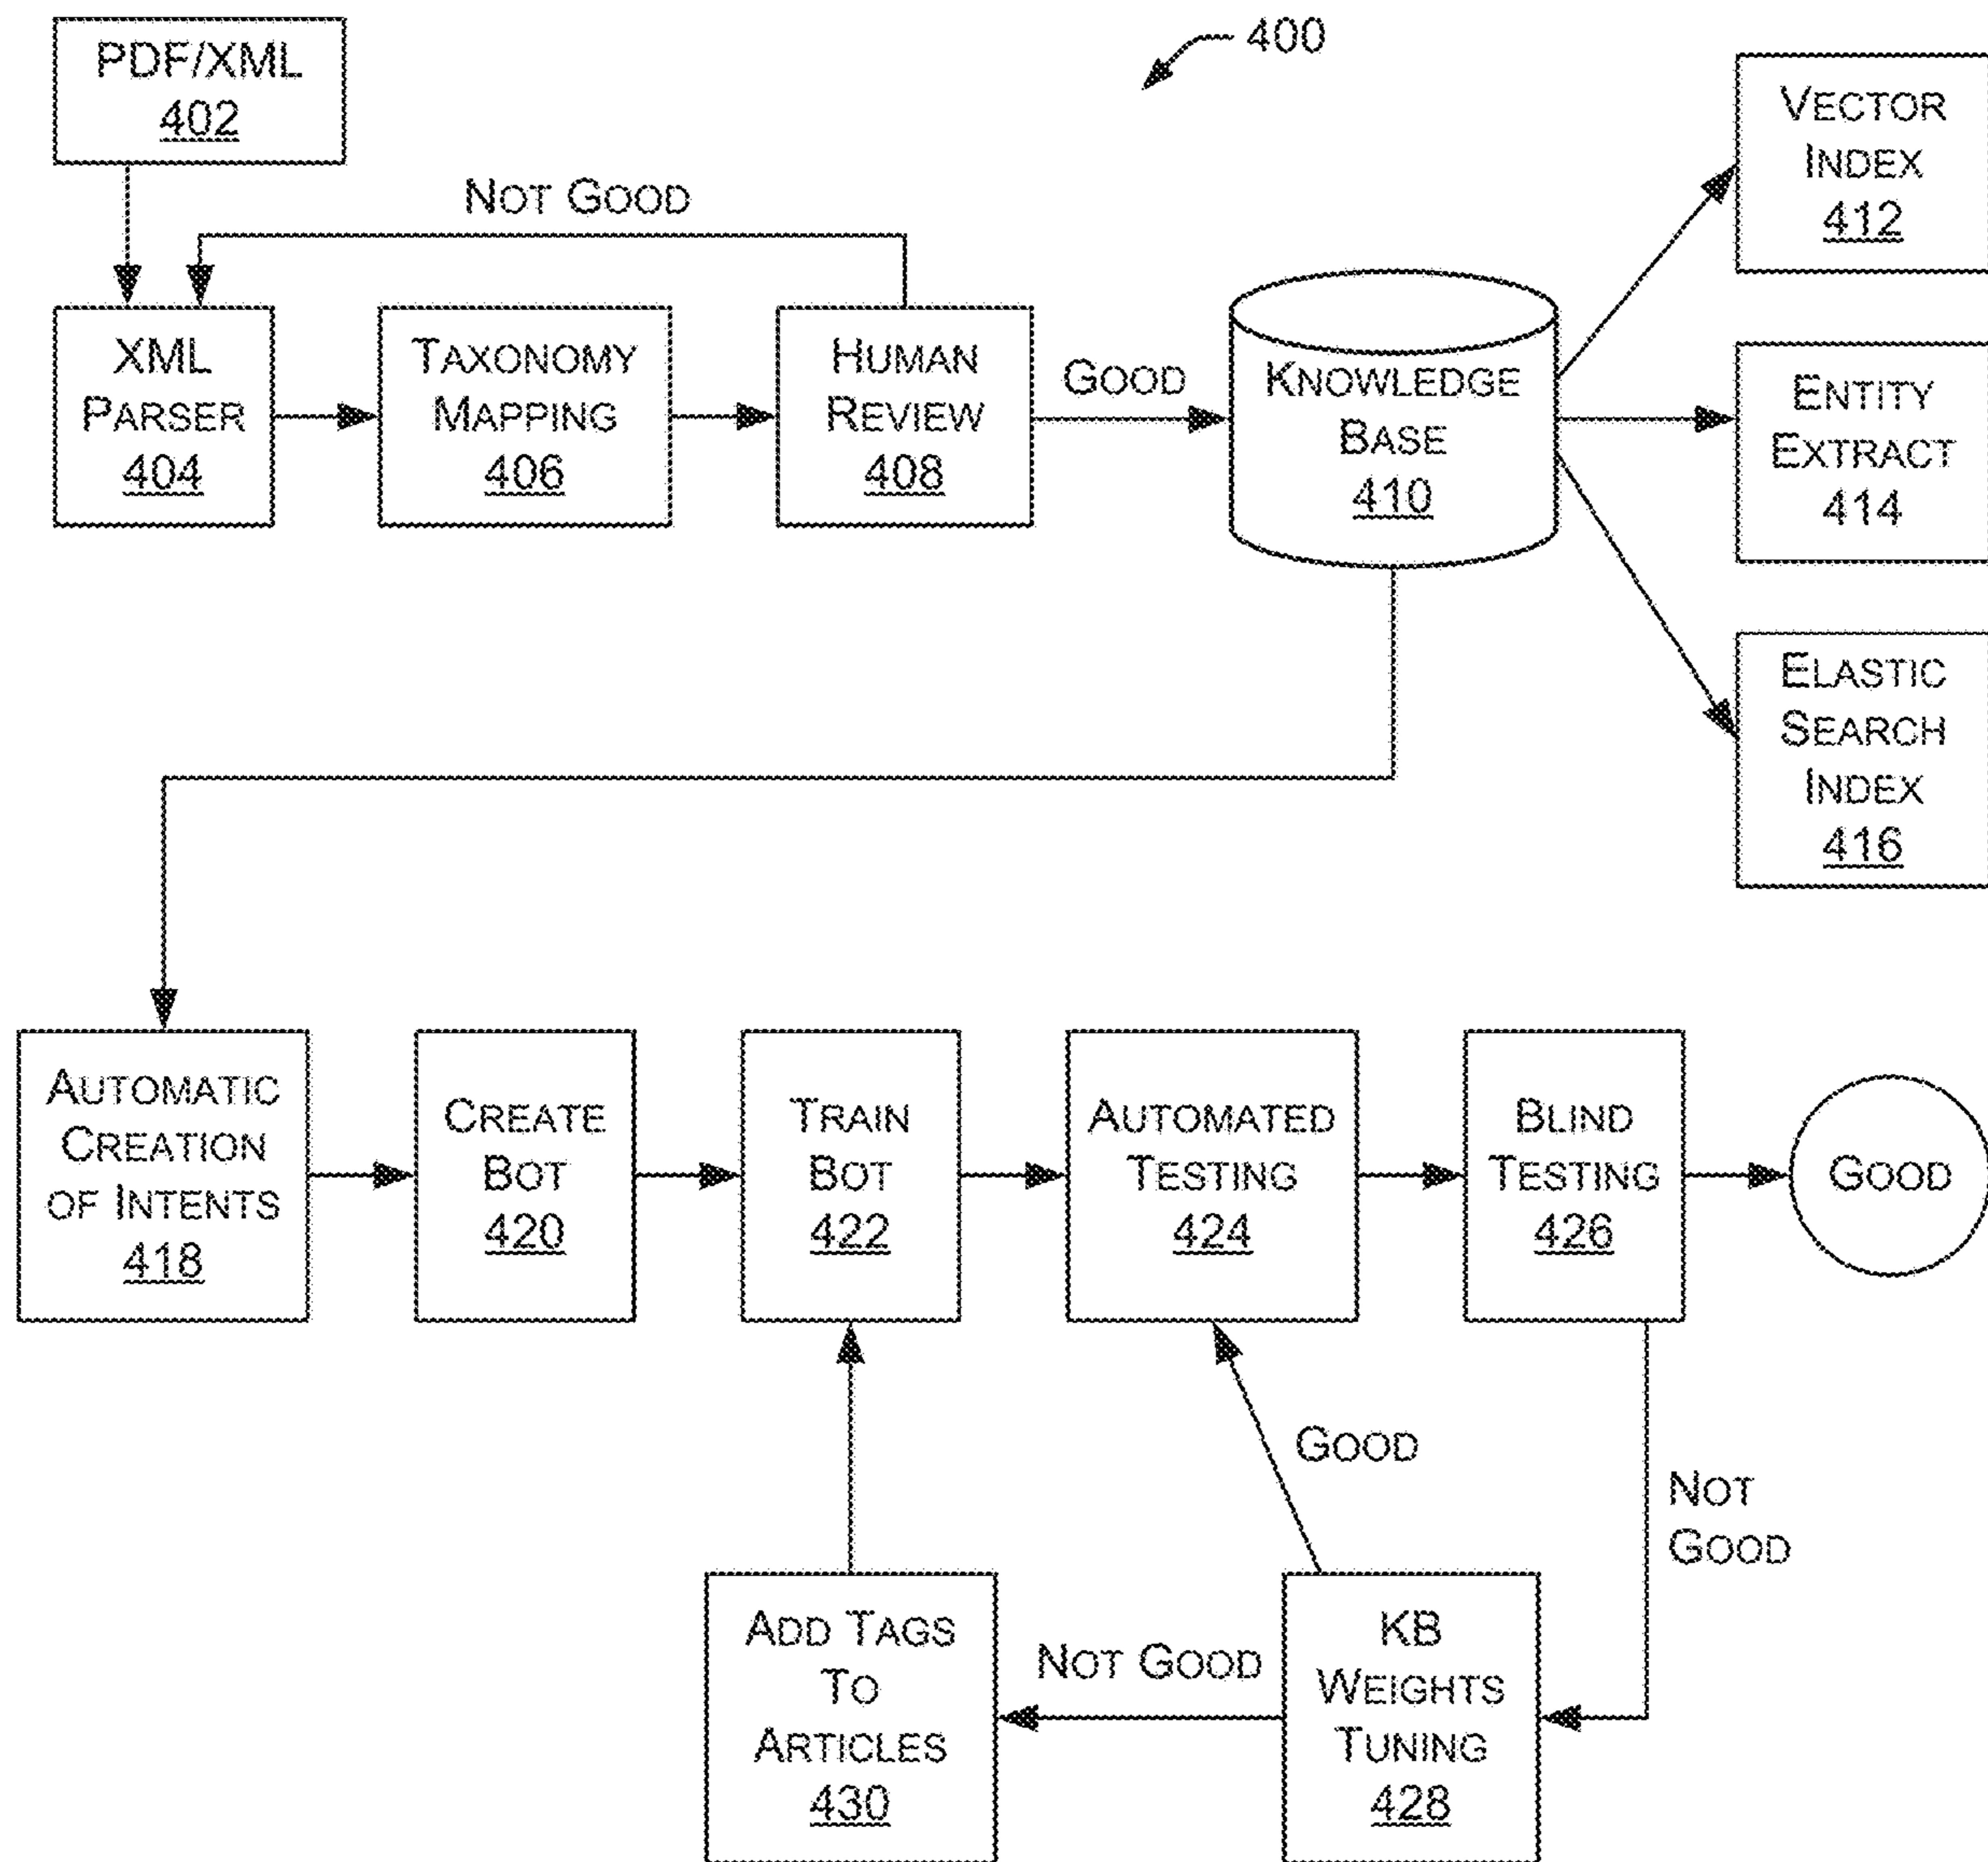 400
PDF/XML
402
NOT GOOD
XML
PARSER
404
TAXONOMY
MAPPING
406
HUMAN
REVIEW
408
GOOD
KNOWLEDGE
BASE
410
VECTOR
INDEX
412
ENTITY
EXTRACT
414
ELASTIC
SEARCH
INDEX
416
AUTOMATIC
CREATION
OF INTENTS
418
CREATE
BOT
420
TRAIN
BOT
422
AUTOMATED
TESTING
424
BLIND
TESTING
426
GOOD
GOOD
NOT
GOOD
ADD TAGS
TO
ARTICLES
430
NOT GOOD
KB
WEIGHTS
TUNING
428